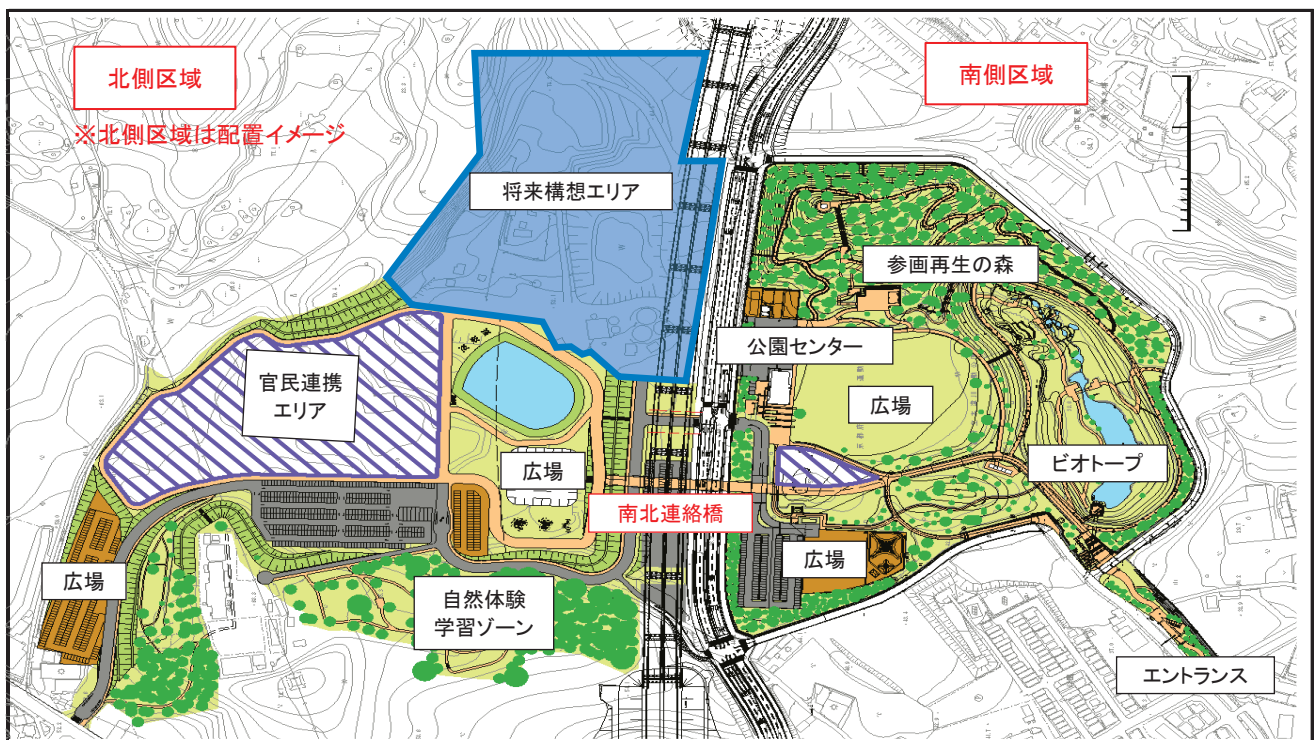 北側区域
※北側区域は配置イメージ
南側区域
将来構想エリア
参画再生の森
公園センター
官民連携
エリア
広場
ビオトープ
広場
南北連絡橋
広場
広場
自然体験
学習ゾーン
エントランス